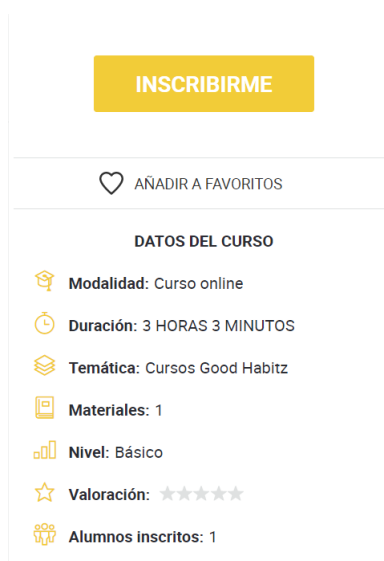 INSCRIBIRME
AÑADIR A FAVORITOS
DATOS DEL CURSO
Modalidad: Curso online
Duración: 3 HORAS 3 MINUTOS
Temática: Cursos Good Habitz
Materiales: 1
Nivel: Básico
Valoración:
Alumnos inscritos: 1